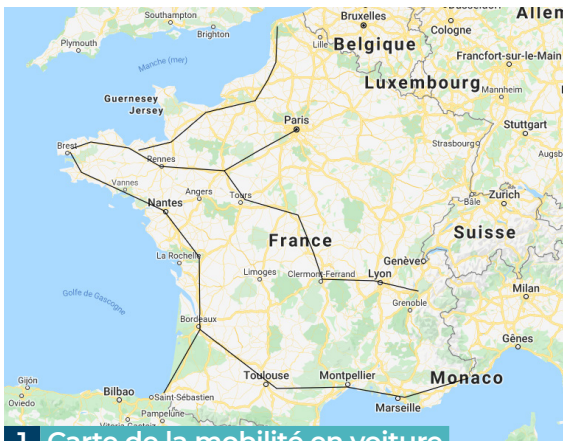 Southampton
Bruxelles
Allem
Plymouth
Brighton
Lille
Belgique
Cologne
Francfort-sur-le-Main
Manche (mer)
Luxembourg
Mannheim
Guernesey
Jersey
Paris
Stuttgart
Strasbourg
Brest
Rennes
Augsb
Vannes
Angers
Tours
Bâle
Zurich
Nantes
France
Suisse
La Rochelle
Genève
Limoges
Clermont-Ferrand
Lyon
Milan
Golfe de Gascogne
Grenoble
Bordeaux
Gênes
Gijón
Toulouse
Montpellier
Monaco
Oviedo
Bilbao
Saint-Sébastien
Marseille
Pampelune
1 Carte de la mobilité en voiture